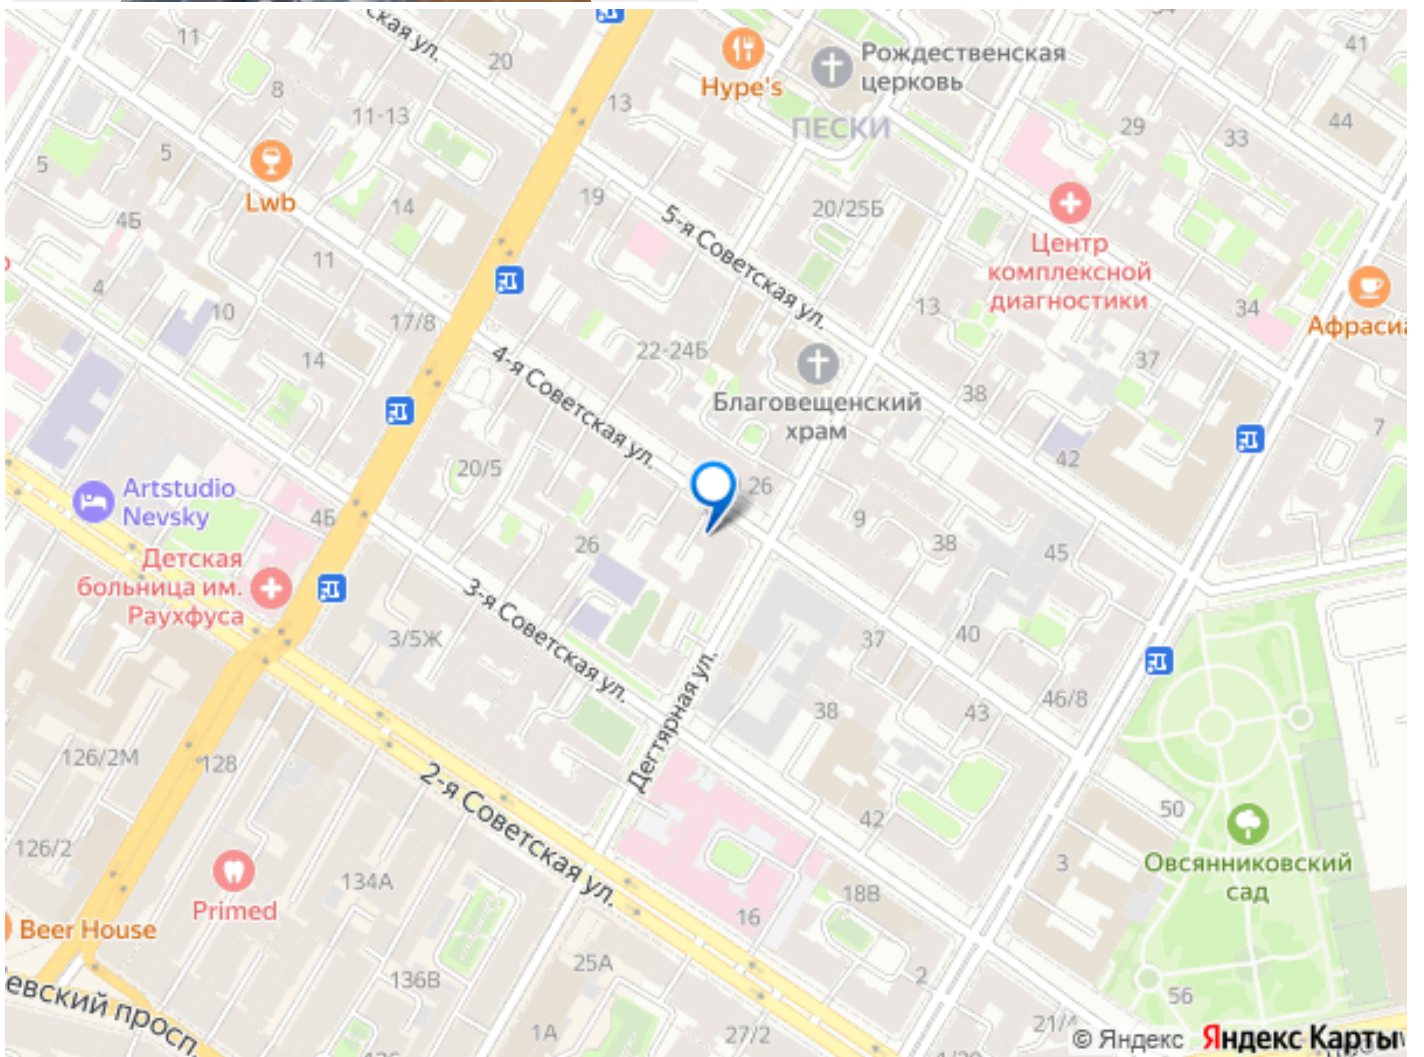 ская ул.
11
20
8
11-13
13
Hype's
Рождественская
церковь
ПЕСКИ
41
44
29
33
5
5
Lwb
4Б
14
19
20/25Б
5-я Советская ул.
Центр
комплексной
диагностики
11
4
10
17/8
14
4-я Советская ул.
22-24Б
13
34
Афрасиа
37
38
Благовещенский
храм
7
42
20/5
26
Artstudio
Nevsky
4Б
26
9
38
45
Детская
больница им.
Раухфуса
3-я Советская ул.
3/5Ж
37
40
Дегтярная ул.
46/8
38
43
126/2М
128
2-я Советская ул.
50
42
126/2
3
Овсянниковский
сад
134А
Primed
18В
16
Beer House
25А
136В
2
56
евский просп.
1А
27/2
21/4
© Яндекс Яндекс Карты